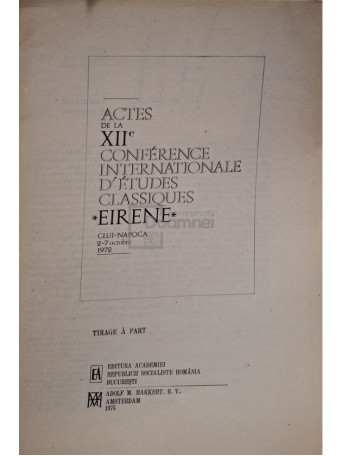 ACTES
DE LA
XIIe
CONFÉRENCE
INTERNATIONALE
D'ÉTUDES
CLASSIQUES
*EIRENE*
CLUJ-NAPOCA
2-7 octobre
1972
TIRAGE À PART
EDITURA ACADEMIEI
REPUBLICII SOCIALISTE ROMÂNIA
BUCUREȘTI
ADOLF M. HAKKERT. B. V.
AMSTERDAM
1975